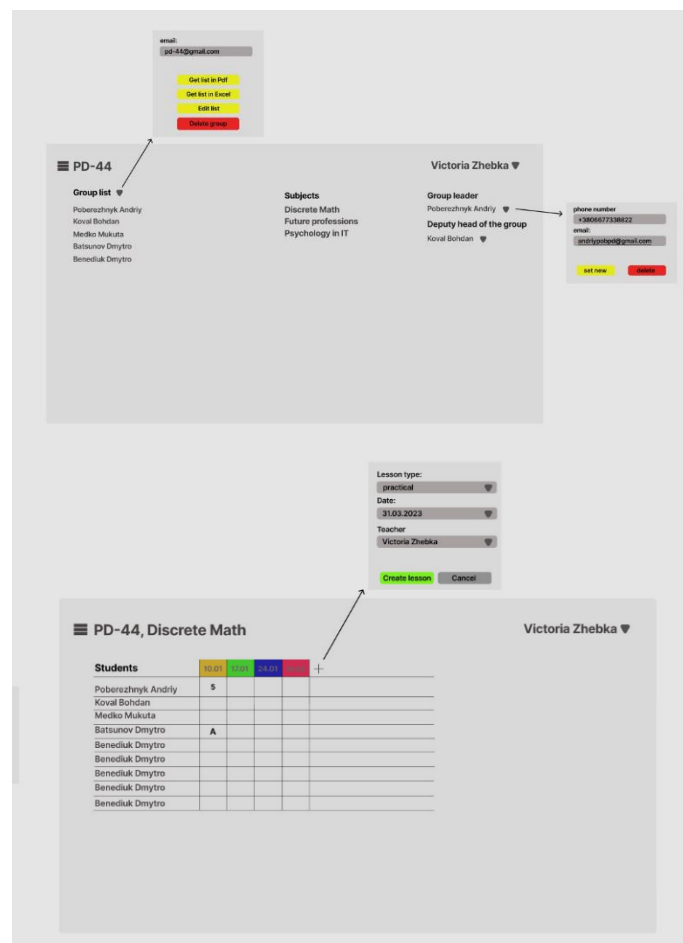 email:
pd-44@gmail.com
Get list in Pdf
Get list in Excel
Edit list
Delete group
PD-44
Victoria Zhebka
Group list
Poberezhnyk Andriy
Koval Bohdan
Medko Mukuta
Batsunov Dmytro
Benediuk Dmytro
Subjects
Discrete Math
Future professions
Psychology in IT
Group leader
Poberezhnyk Andriy
Deputy head of the group
Koval Bohdan
phone number
+3806677338822
email:
andriypobpd@gmail.com
set new
delete
Lesson type:
practical
Date:
31.03.2023
Teacher
Victoria Zhebka
Create lesson
Cancel
PD-44, Discrete Math
Victoria Zhebka
Students 10.01 17.01 24.01 +
Poberezhnyk Andriy 5
Koval Bohdan
Medko Mukuta
Batsunov Dmytro A
Benediuk Dmytro
Benediuk Dmytro
Benediuk Dmytro
Benediuk Dmytro
Benediuk Dmytro